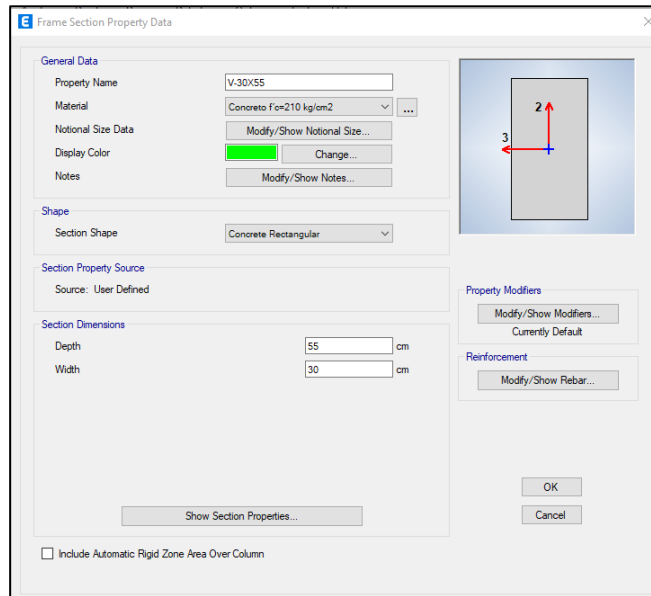 E Frame Section Property Data
General Data
Property Name V-30X55
Material Concreto f'c=210 kg/cm2 ...
Notional Size Data Modify/Show Notional Size...
Display Color Change...
Notes Modify/Show Notes...
2
3
Shape
Section Shape Concrete Rectangular
Section Property Source
Source: User Defined
Property Modifiers
Modify/Show Modifiers...
Currently Default
Section Dimensions
Depth 55 cm
Width 30 cm
Reinforcement
Modify/Show Rebar...
Show Section Properties...
OK
Cancel
Include Automatic Rigid Zone Area Over Column